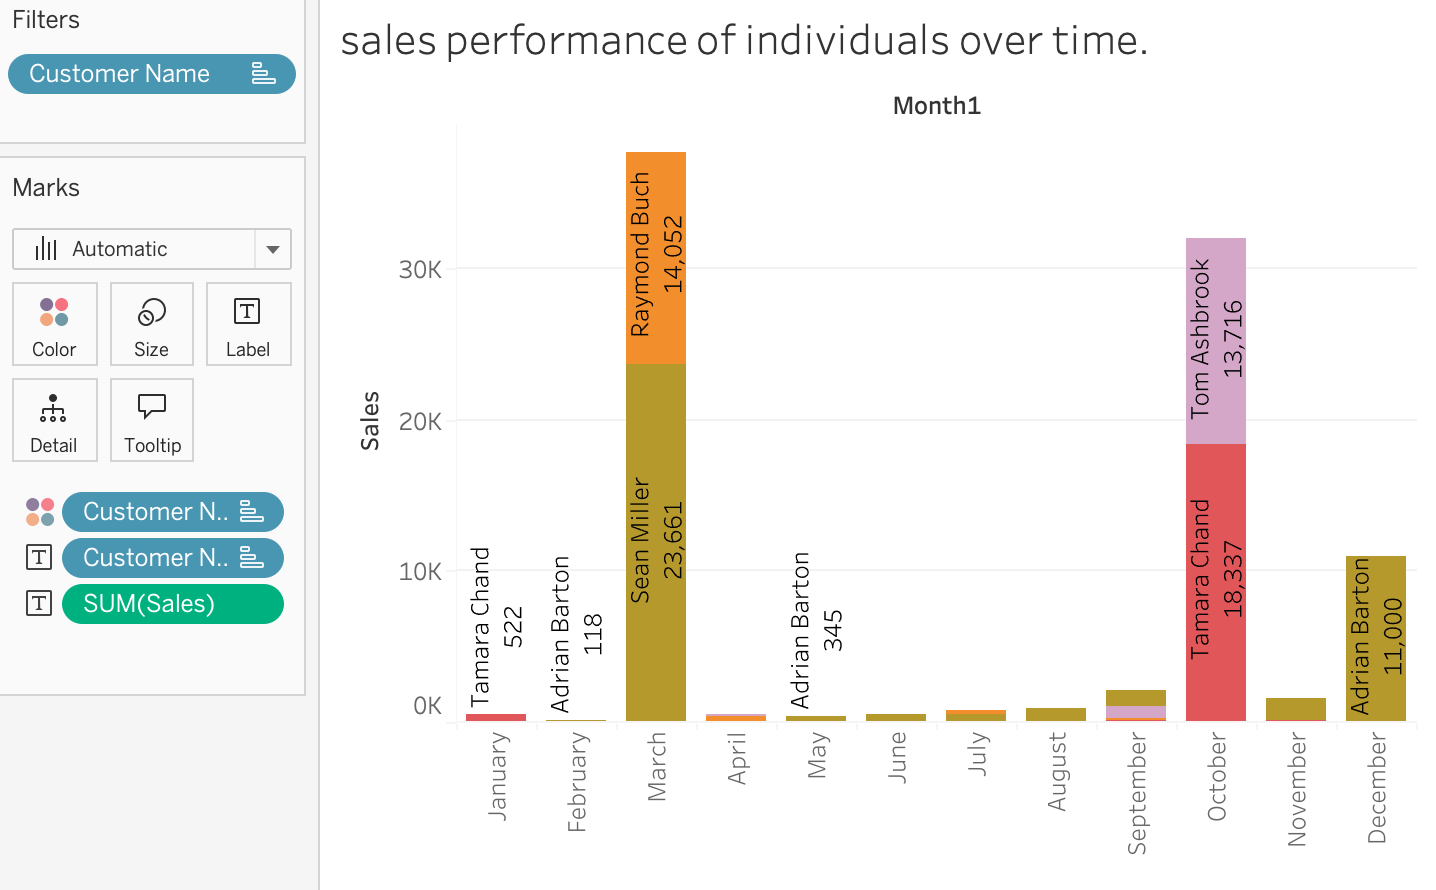 Filters
Customer Name
Marks
Automatic
Color
Size
Label
Detail
Tooltip
Customer N..
Customer N..
SUM(Sales)
sales performance of individuals over time.
Month1
Sales
30K
20K
10K
0K
Tamara Chand
522
Adrian Barton
118
Sean Miller
23,661
Raymond Buch
14,052
Adrian Barton
345
Tamara Chand
18,337
Tom Ashbrook
13,716
Adrian Barton
11,000
January
February
March
April
May
June
July
August
September
October
November
December